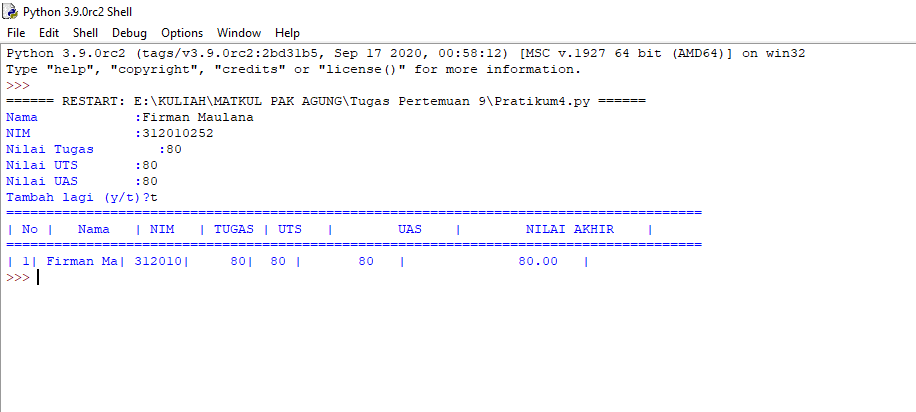 Python 3.9.0rc2 Shell
File Edit Shell Debug Options Window Help
Python 3.9.0rc2 (tags/v3.9.0rc2:2bd31b5, Sep 17 2020, 00:58:12) [MSC v.1927 64 bit (AMD64)] on win32
Type "help", "copyright", "credits" or "license()" for more information.
>>>
====== RESTART: E:\KULIAH\MATKUL PAK AGUNG\Tugas Pertemuan 9\Pratikum4.py ======
Nama            :Firman Maulana
NIM             :312010252
Nilai Tugas        :80
Nilai UTS       :80
Nilai UAS       :80
Tambah lagi (y/t)?t
=======================================================================================
| No |   Nama   | NIM   | TUGAS | UTS   |        UAS    |        NILAI AKHIR    |
=======================================================================================
| 1| Firman Ma| 312010|     80|  80 |        80   |              80.00   |
>>>